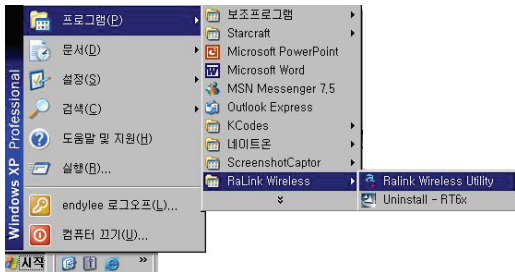 Windows XP Professional
프로그램(P)
문서(D)
설정(S)
검색(C)
도움말 및 지원(H)
실행(R)...
endylee 로그오프(L)...
컴퓨터 끄기(U)...
시작
»
보조프로그램
Starcraft
Microsoft PowerPoint
Microsoft Word
MSN Messenger 7,5
Outlook Express
KCodes
네이트온
ScreenshotCaptor
RaLink Wireless
Ralink Wireless Utility
Uninstall - RT6x